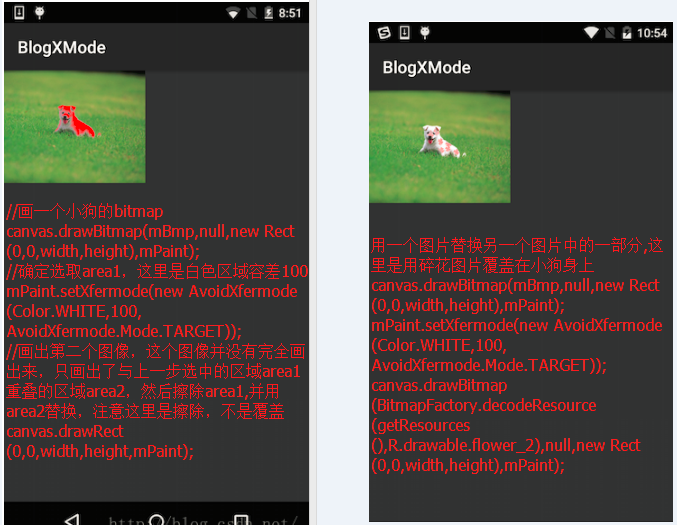 8:51
BlogXMode
//画一个小狗的bitmap
canvas.drawBitmap(mBmp,null,new Rect
(0,0,width,height),mPaint);
//确定选取area1，这里是白色区域容差100
mPaint.setXfermode(new AvoidXfermode
(Color.WHITE,100,
AvoidXfermode.Mode.TARGET));
//画出第二个图像，这个图像并没有完全画
出来，只画出了与上一步选中的区域area1
重叠的区域area2，然后擦除area1,并用
area2替换，注意这里是擦除，不是覆盖
canvas.drawRect
(0,0,width,height,mPaint);
http://blog.csdn.net/
10:54
BlogXMode
用一个图片替换另一个图片中的一部分,这
里是用碎花图片覆盖在小狗身上
canvas.drawBitmap(mBmp,null,new Rect
(0,0,width,height),mPaint);
mPaint.setXfermode(new AvoidXfermode
(Color.WHITE,100,
AvoidXfermode.Mode.TARGET));
canvas.drawBitmap
(BitmapFactory.decodeResource
(getResources
(),R.drawable.flower_2),null,new Rect
(0,0,width,height),mPaint);